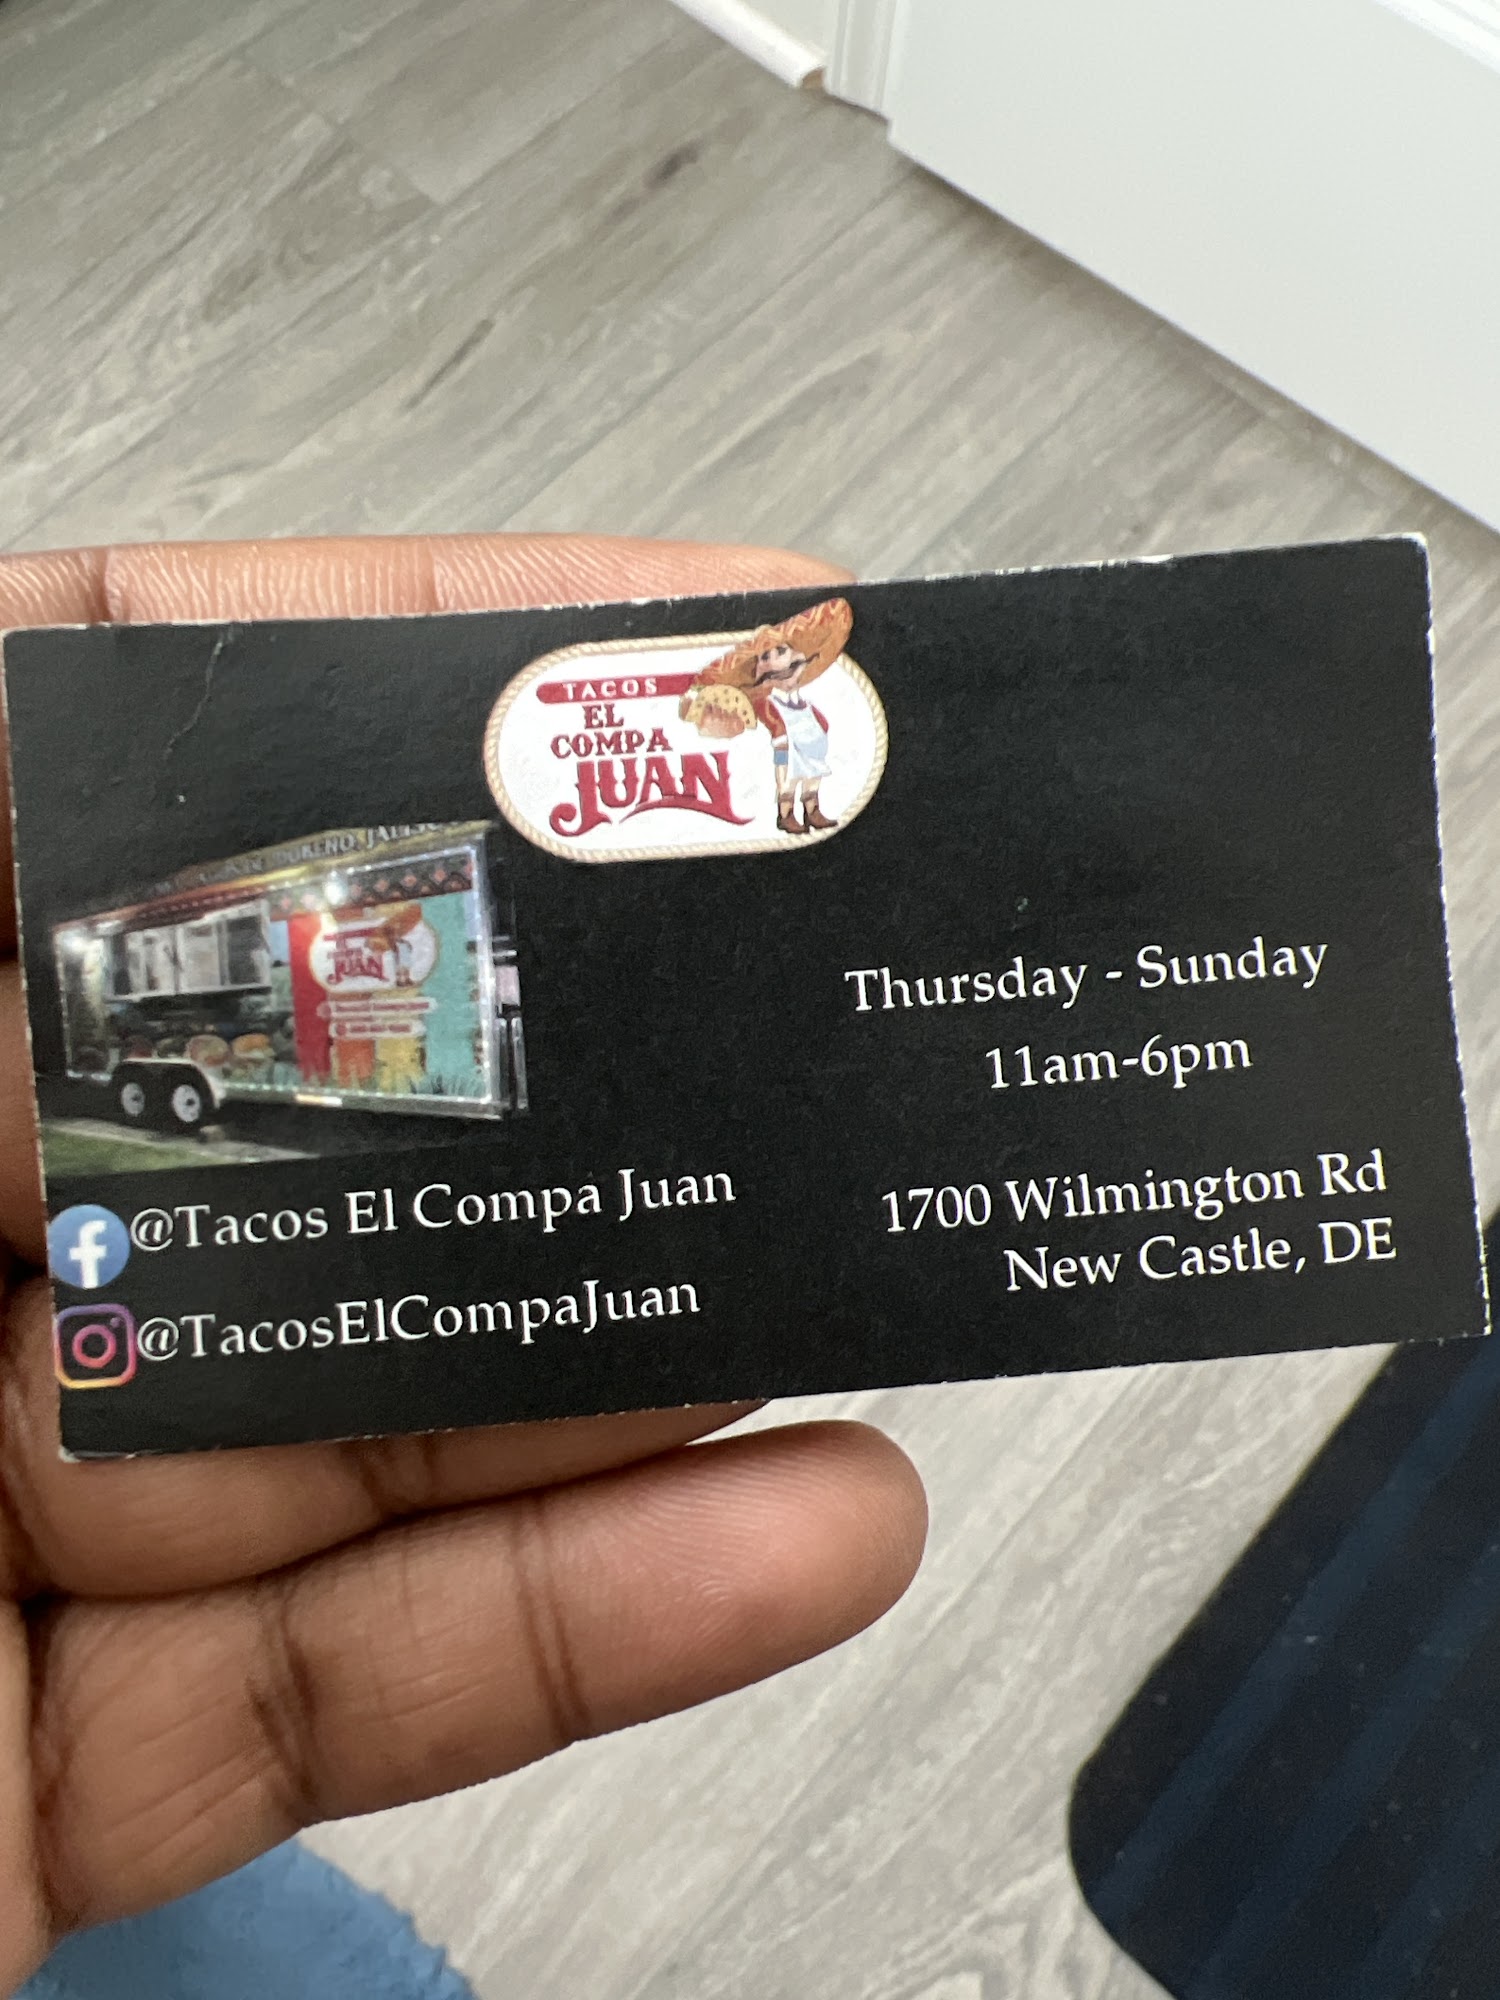 TACOS
EL
COMPA
JUAN
JUAN
Thursday - Sunday
11am-6pm
1700 Wilmington Rd
New Castle, DE
@Tacos El Compa Juan
@TacosElCompaJuan